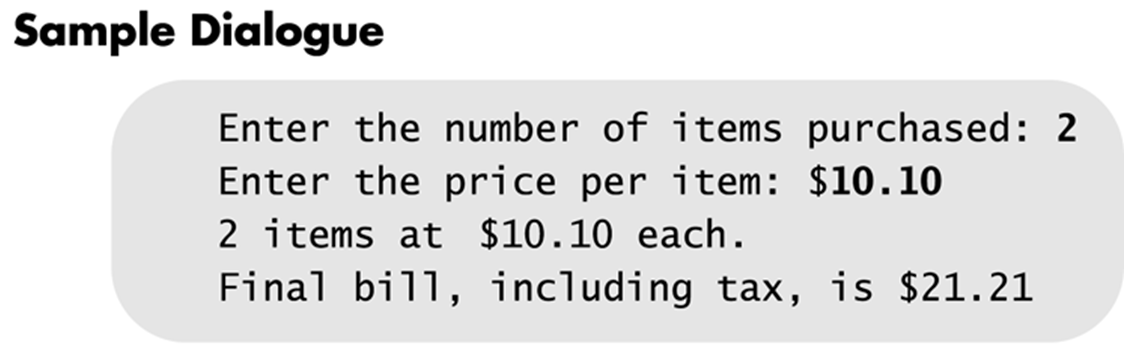 Sample Dialogue
Enter the number of items purchased: 2
Enter the price per item: $10.10
2 items at $10.10 each.
Final bill, including tax, is $21.21